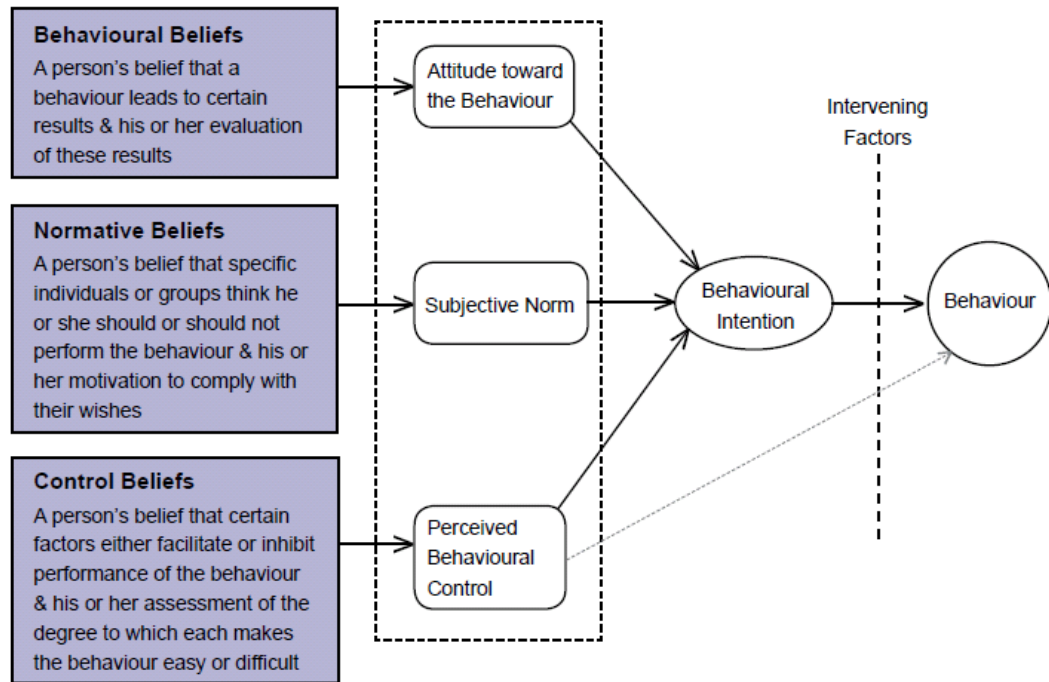 Behavioural Beliefs
A person's belief that a
behaviour leads to certain
results & his or her evaluation
of these results
Normative Beliefs
A person's belief that specific
individuals or groups think he
or she should or should not
perform the behaviour & his or
her motivation to comply with
their wishes
Control Beliefs
A person's belief that certain
factors either facilitate or inhibit
performance of the behaviour
& his or her assessment of the
degree to which each makes
the behaviour easy or difficult
Attitude toward
the Behaviour
Subjective Norm
Perceived
Behavioural
Control
Behavioural
Intention
Intervening
Factors
Behaviour